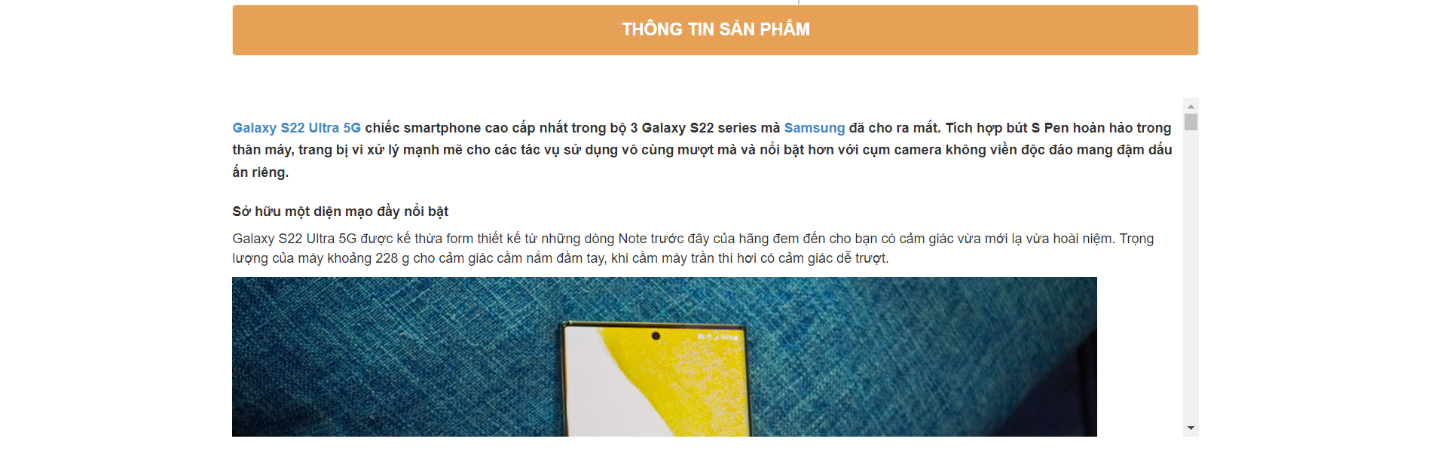 THÔNG TIN SẢN PHẨM
Galaxy S22 Ultra 5G chiếc smartphone cao cấp nhất trong bộ 3 Galaxy S22 series mà Samsung đã cho ra mắt. Tích hợp bút S Pen hoàn hảo trong
thân máy, trang bị vi xử lý mạnh mẽ cho các tác vụ sử dụng vô cùng mượt mà và nổi bật hơn với cụm camera không viền độc đáo mang đậm dấu
ấn riêng.
Sở hữu một diện mạo đầy nổi bật
Galaxy S22 Ultra 5G được kế thừa form thiết kế từ những dòng Note trước đây của hãng đem đến cho bạn có cảm giác vừa mới lạ vừa hoài niệm. Trọng
lượng của máy khoảng 228 g cho cảm giác cầm nắm đầm tay, khi cầm máy trần thì hơi có cảm giác dễ trượt.